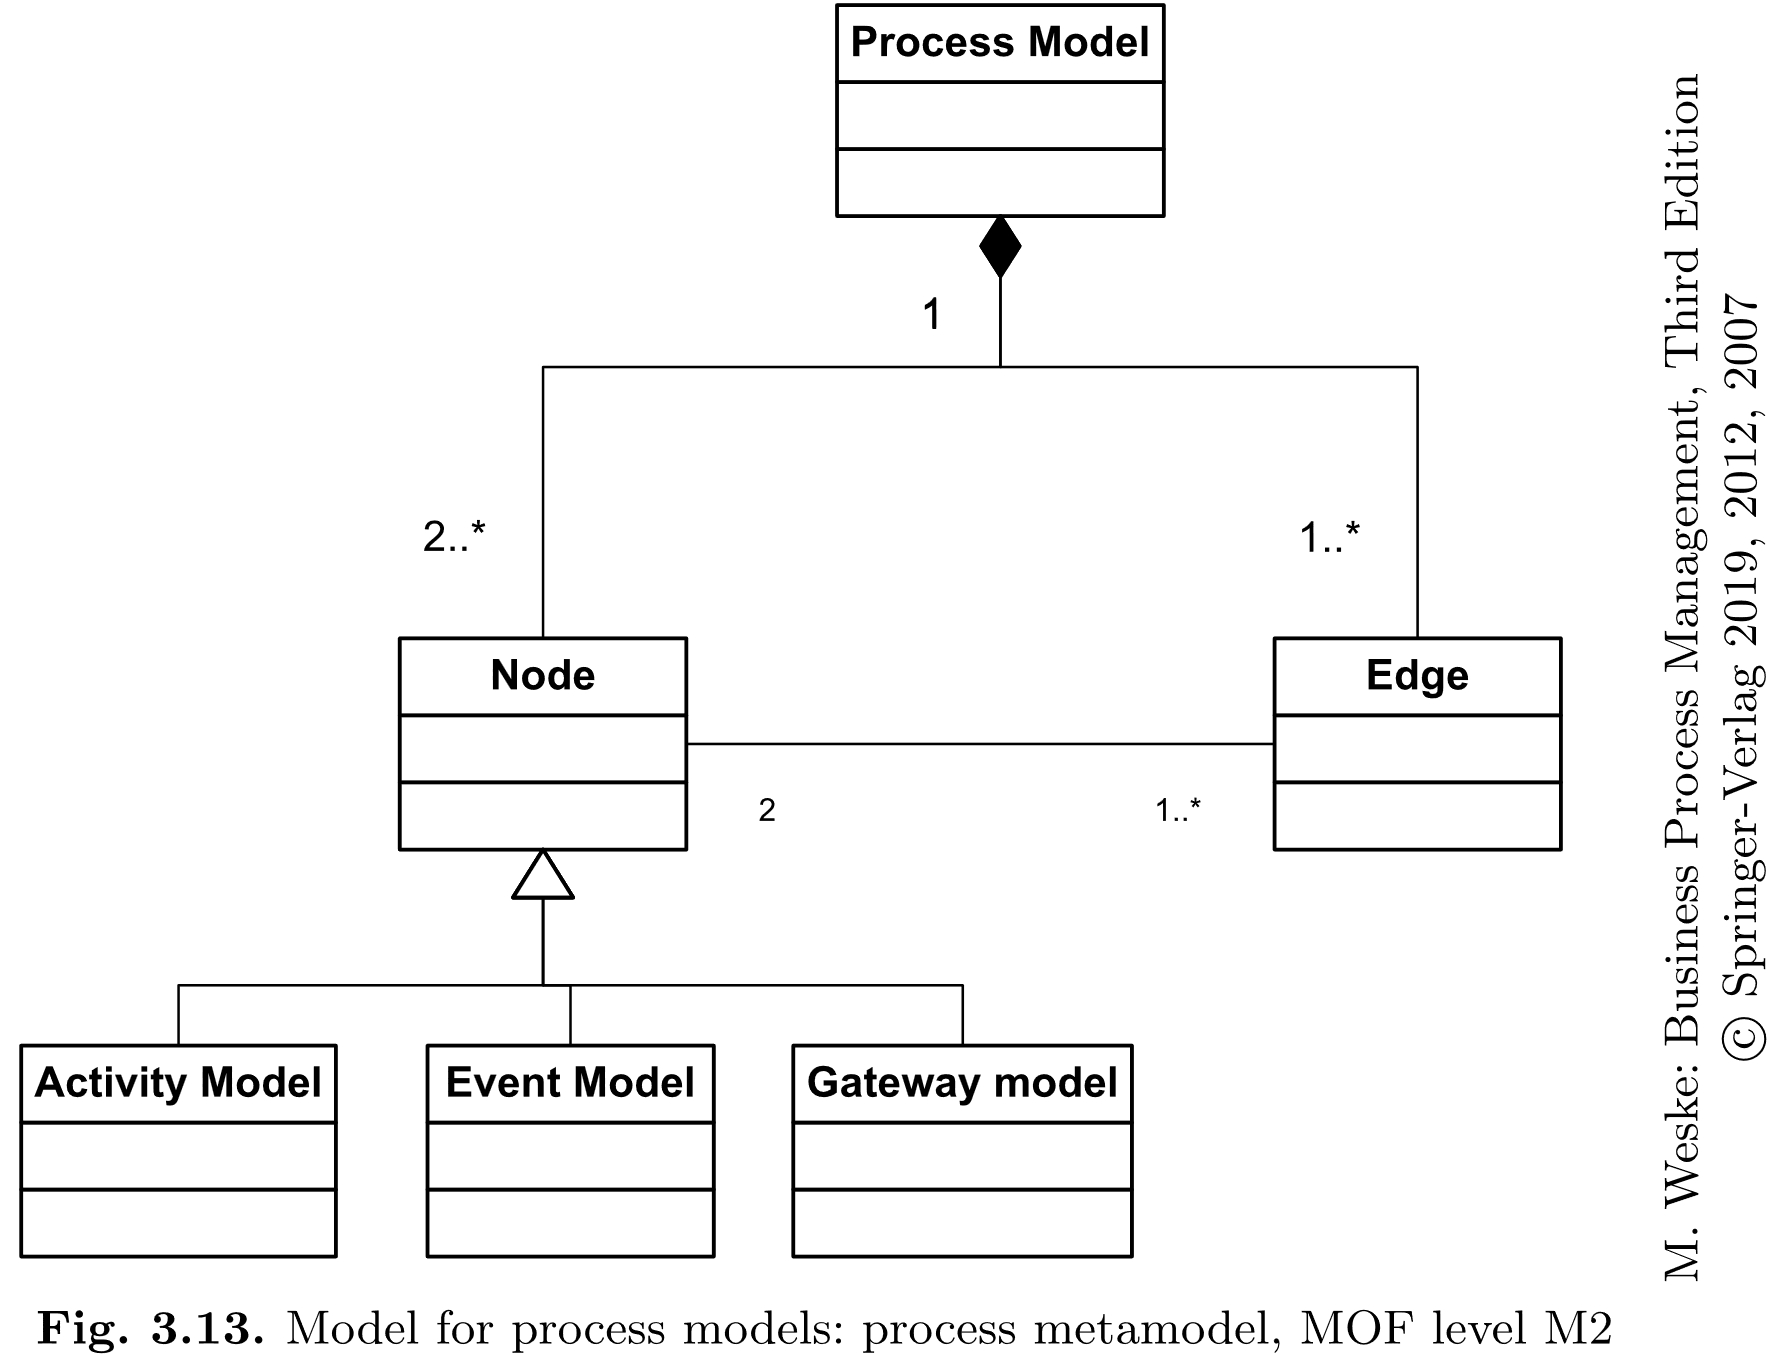 Process Model
1
2..*
1..*
Node
Edge
2
1..*
Activity Model
Event Model
Gateway model
Fig. 3.13. Model for process models: process metamodel, MOF level M2
M. Weske: Business Process Management, Third Edition
© Springer-Verlag 2019, 2012, 2007